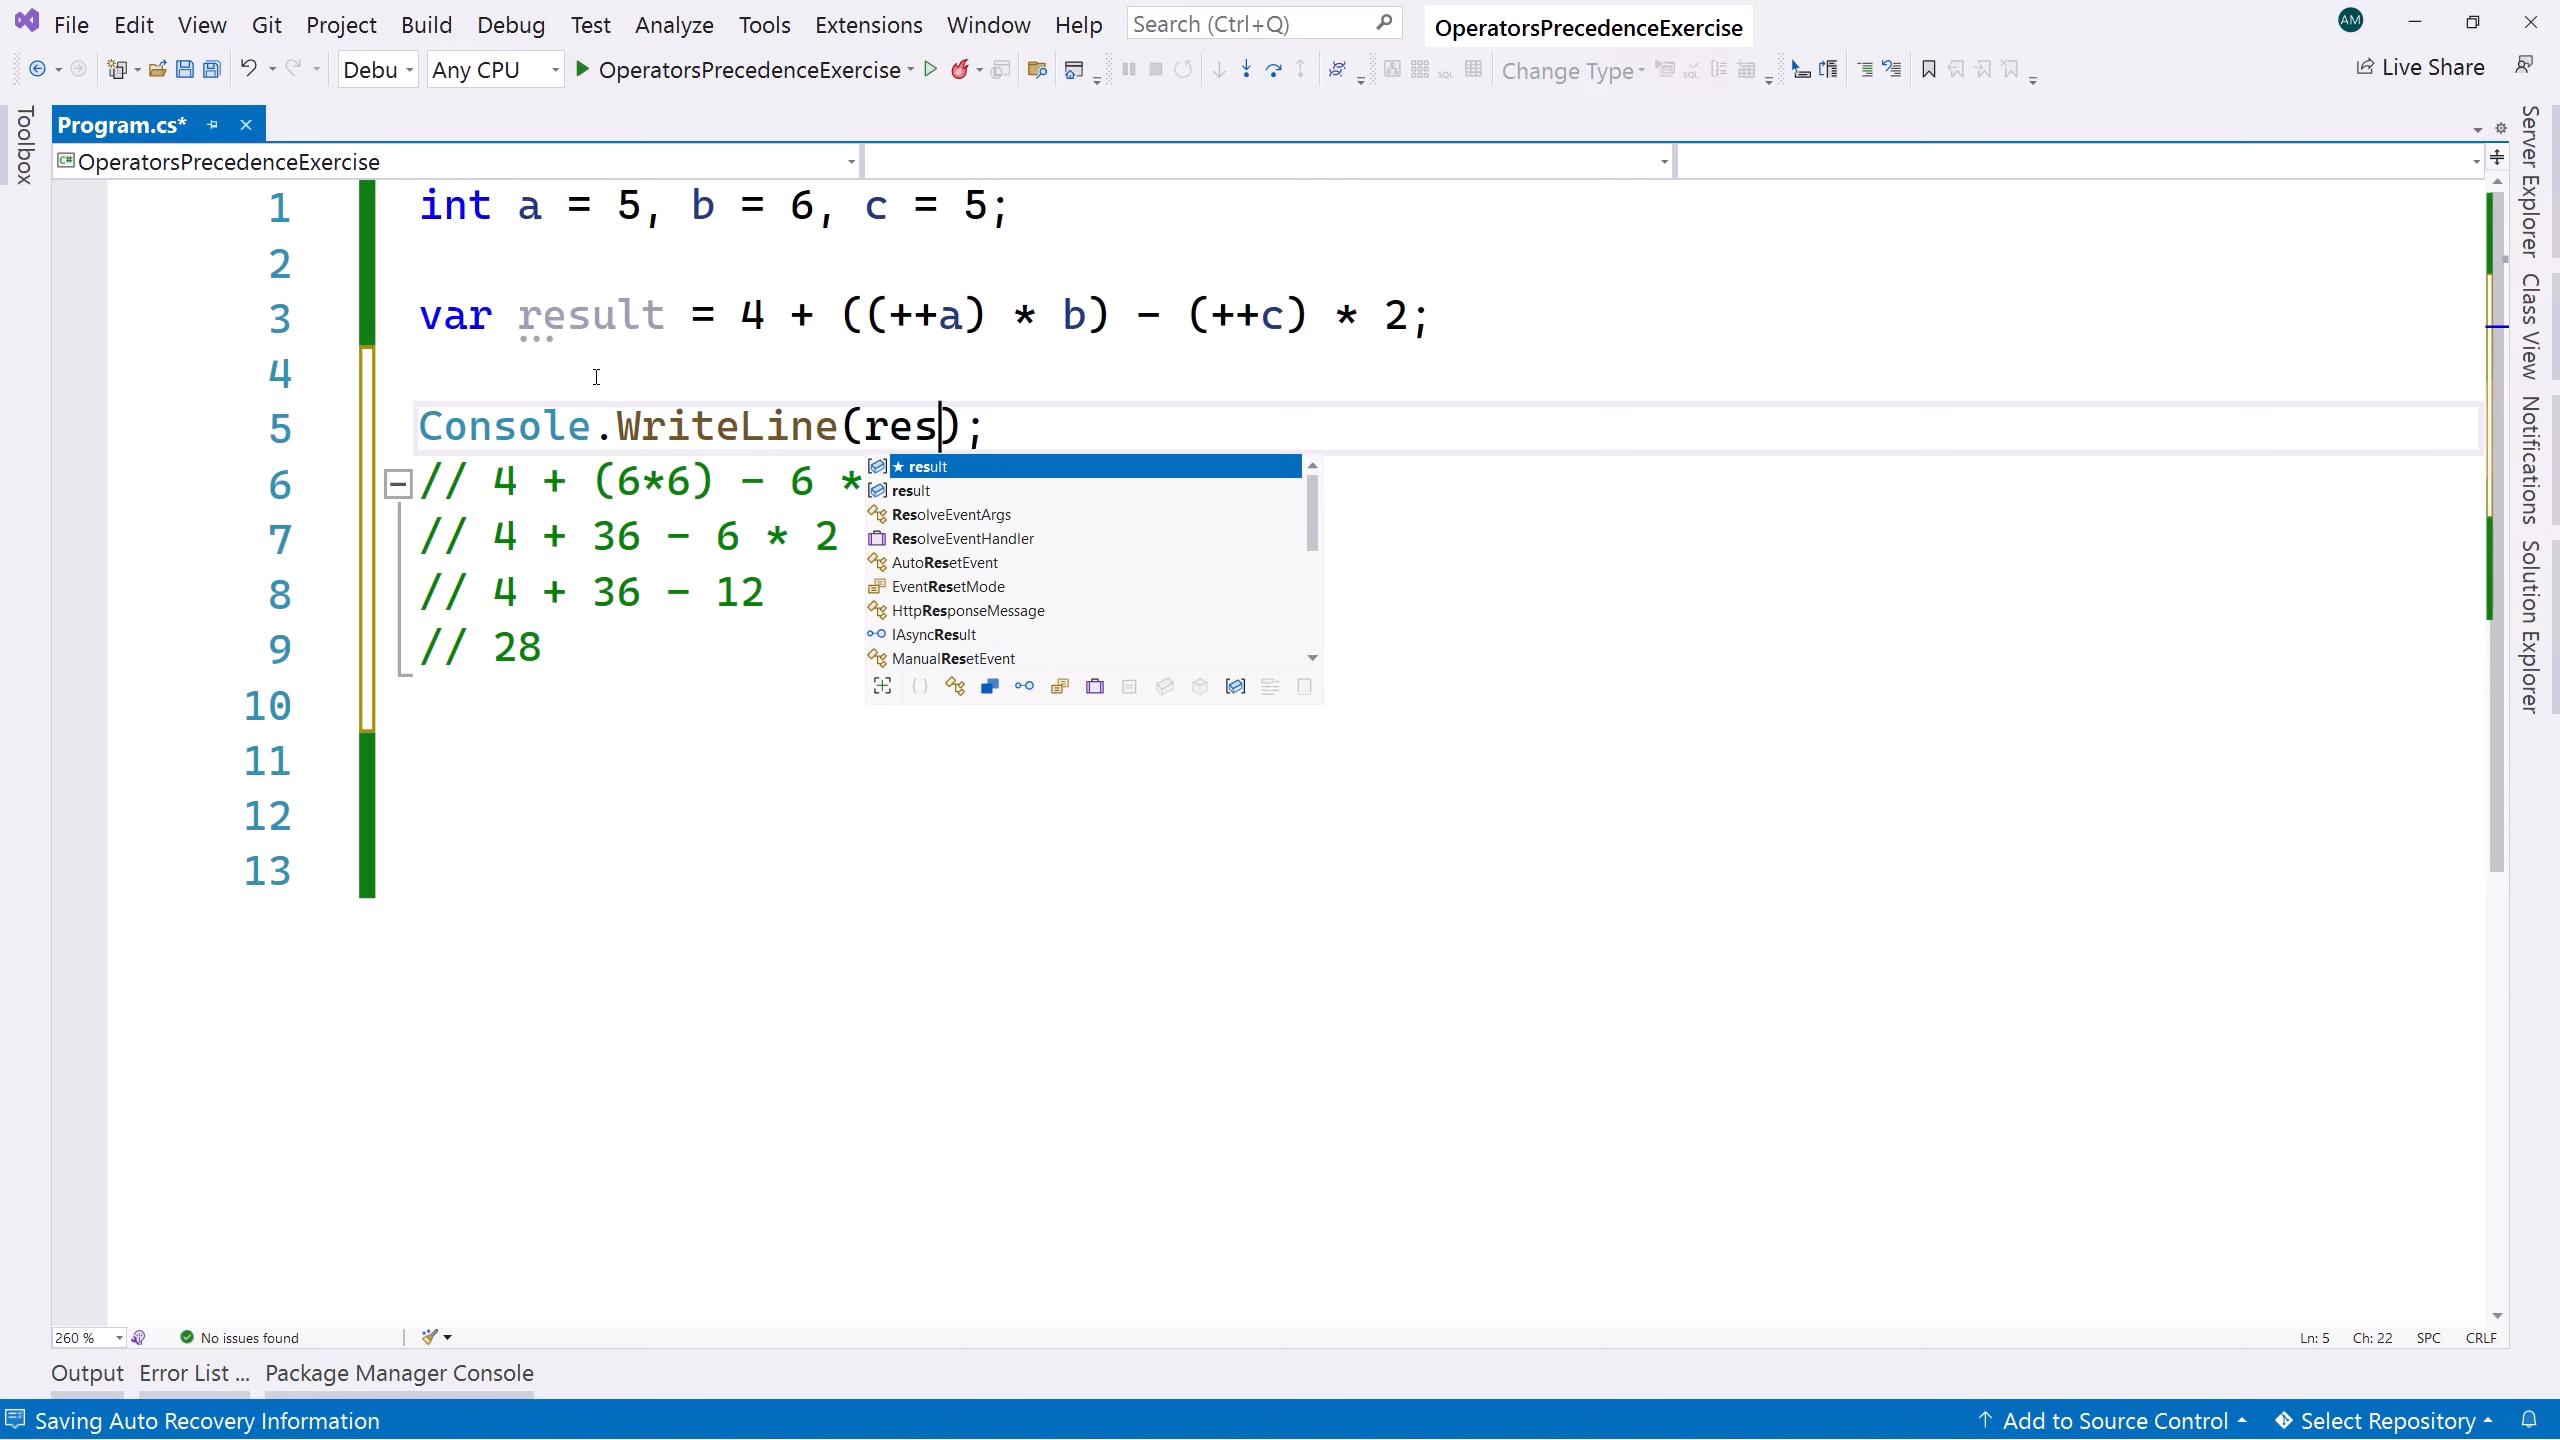 File Edit View Git Project Build Debug Test Analyze Tools Extensions Window Help Search (Ctrl+Q) OperatorsPrecedenceExercise AM
Debu Any CPU OperatorsPrecedenceExercise Change Type Live Share
Toolbox
Program.cs*
OperatorsPrecedenceExercise
1 int a = 5, b = 6, c = 5;
2
3 var result = 4 + ((++a) * b) - (++c) * 2;
4
5 Console.WriteLine(res);
6 // 4 + (6*6) - 6 *
7 // 4 + 36 - 6 * 2
8 // 4 + 36 - 12
9 // 28
10
11
12
13
★ result
result
ResolveEventArgs
ResolveEventHandler
AutoResetEvent
EventResetMode
HttpResponseMessage
IAsyncResult
ManualResetEvent
Server Explorer
Class View
Notifications
Solution Explorer
260 % No issues found Ln: 5 Ch: 22 SPC CRLF
Output Error List ... Package Manager Console
Saving Auto Recovery Information Add to Source Control Select Repository